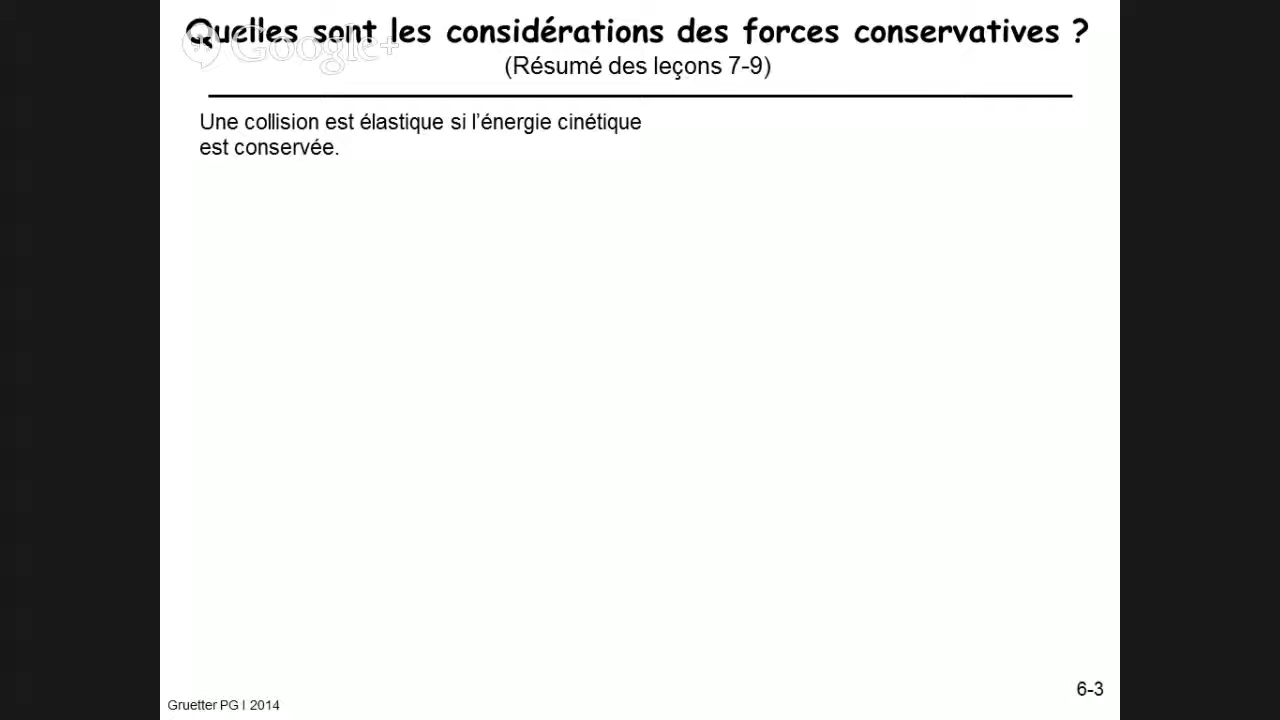 Quelles sont les considérations des forces conservatives ?
Google+
(Résumé des leçons 7-9)
Une collision est élastique si l'énergie cinétique
est conservée.
6-3
Gruetter PG I 2014